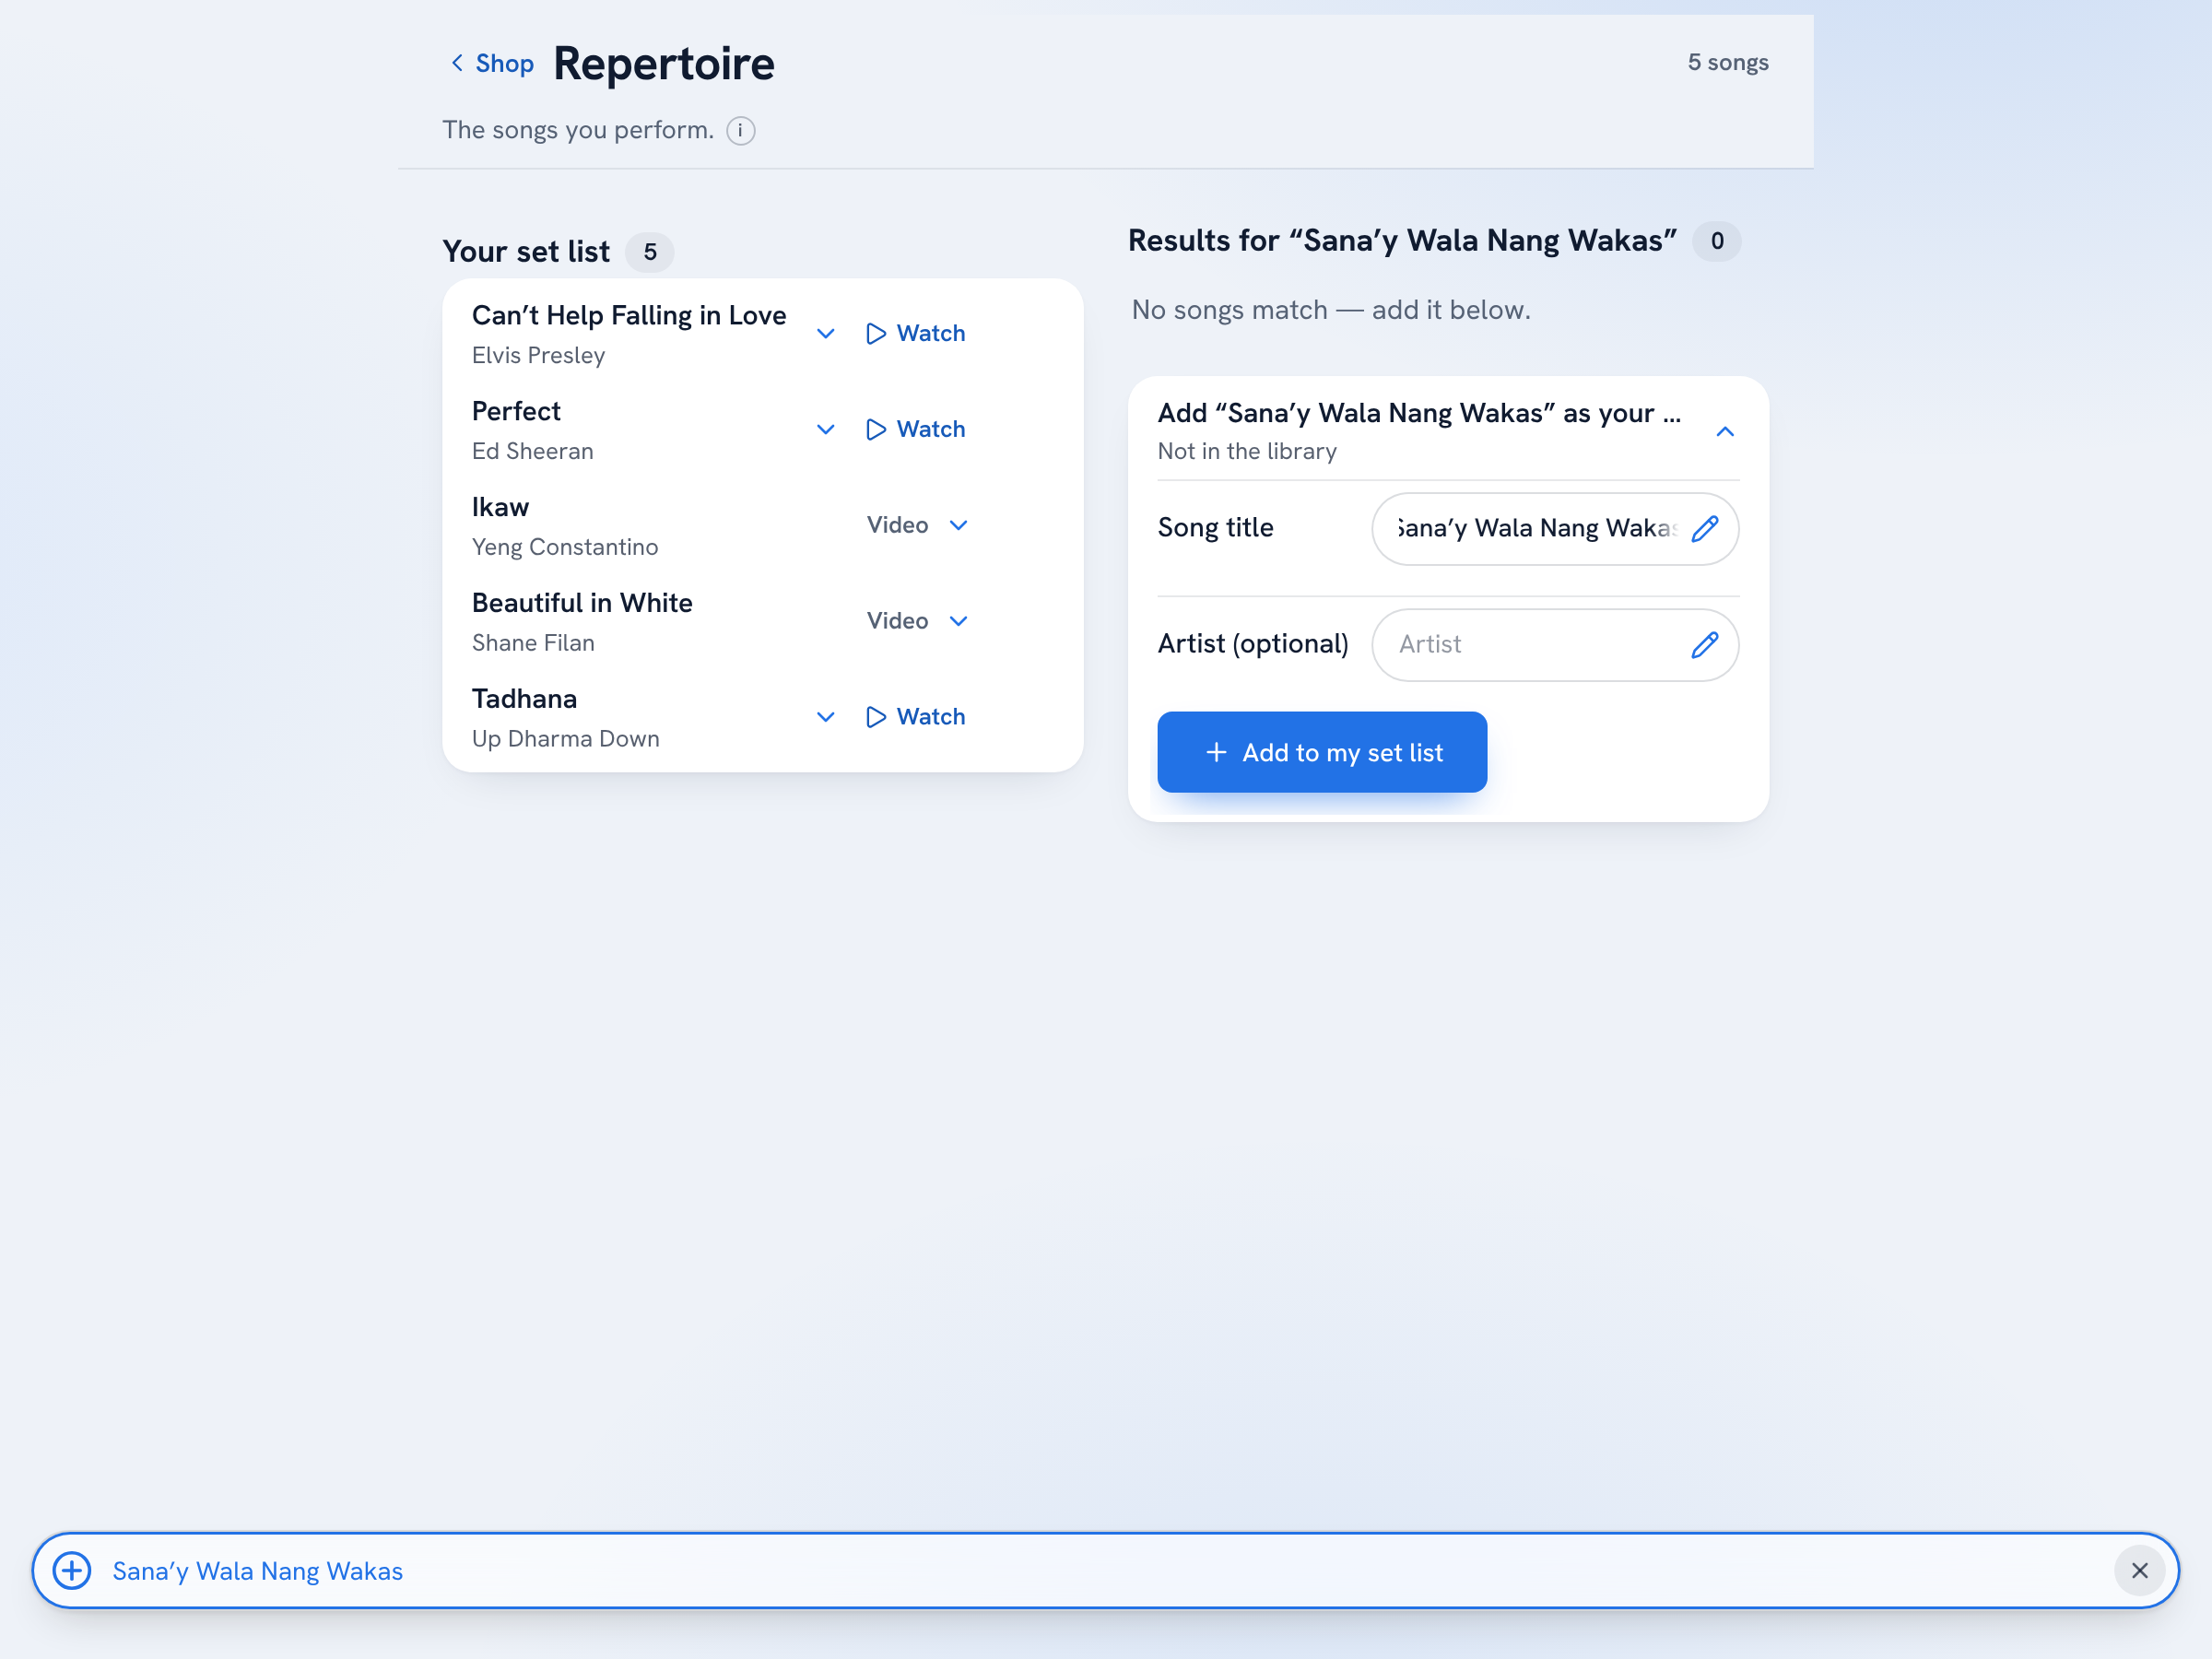 Shop Repertoire
5 songs
The songs you perform.
Your set list 5
Can’t Help Falling in Love
Elvis Presley
Watch
Perfect
Ed Sheeran
Watch
Ikaw
Yeng Constantino
Video
Beautiful in White
Shane Filan
Video
Tadhana
Up Dharma Down
Watch
Results for “Sana’y Wala Nang Wakas” 0
No songs match — add it below.
Add “Sana’y Wala Nang Wakas” as your ...
Not in the library
Song title
Sana’y Wala Nang Wakas
Artist (optional)
Artist
Add to my set list
Sana’y Wala Nang Wakas